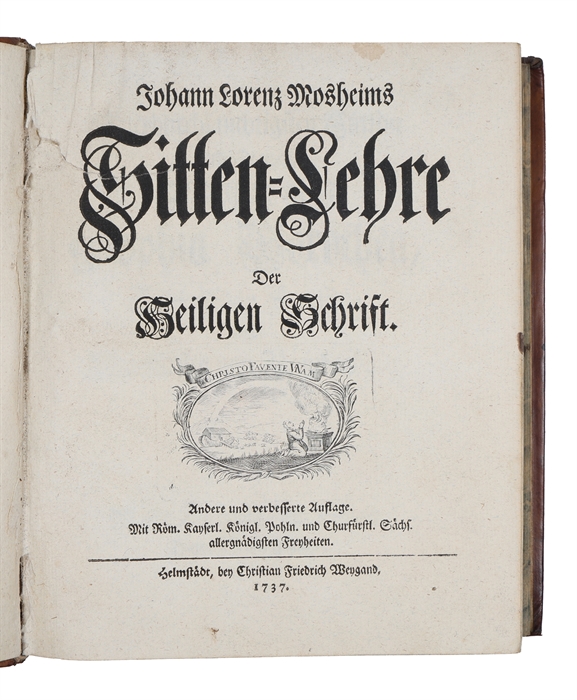 Johann Lorenz Mosheims
Sitten=Lehre
Der
Heiligen Schrift.
CHRISTO FAVENTE VIAM
Andere und verbesserte Auflage.
Mit Röm. Kayserl. Königl. Pohln. und Churfürstl. Sächs.
allergnädigsten Freyheiten.
Helmstädt, bey Christian Friedrich Weygand,
1737.